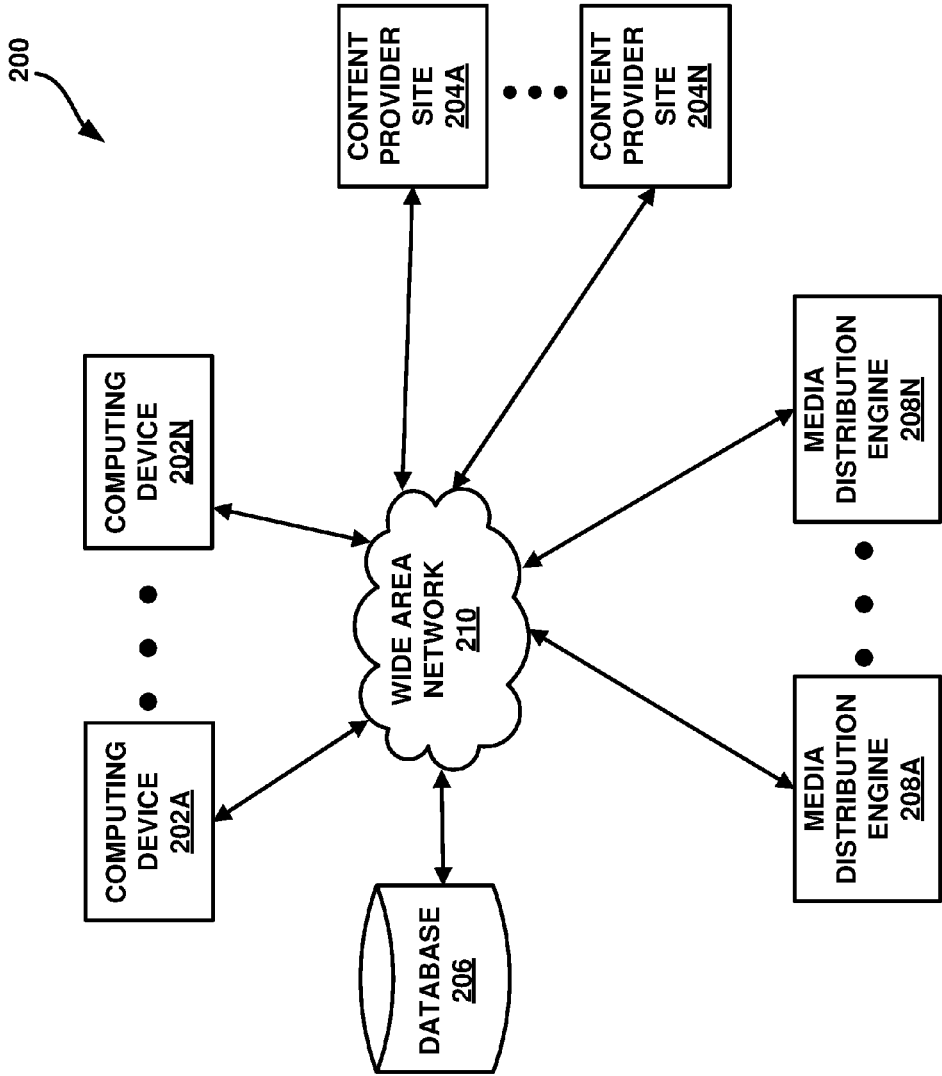 200
COMPUTING
DEVICE
202A
COMPUTING
DEVICE
202N
CONTENT
PROVIDER
SITE
204A
CONTENT
PROVIDER
SITE
204N
WIDE AREA
NETWORK
210
DATABASE
206
MEDIA
DISTRIBUTION
ENGINE
208A
MEDIA
DISTRIBUTION
ENGINE
208N